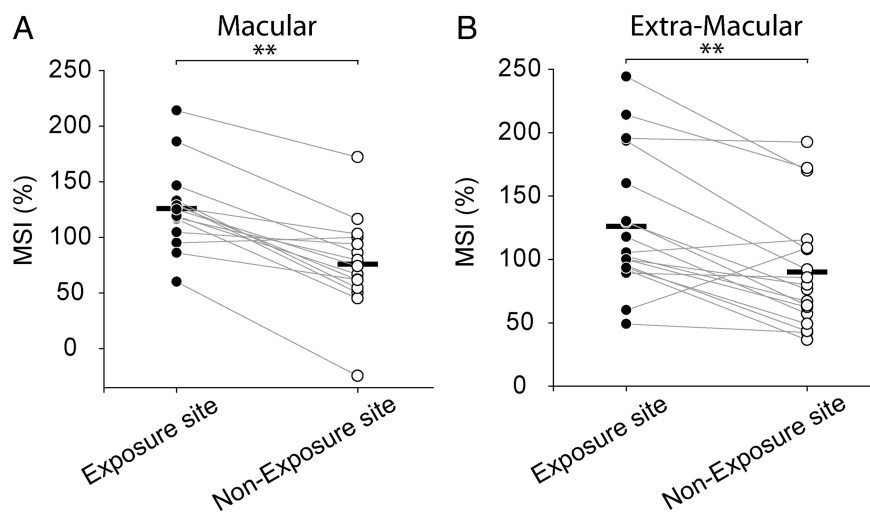 A
Macular
**
MSI (%)
250
200
150
100
50
0
Exposure site
Non-Exposure site
B
Extra-Macular
**
MSI (%)
250
200
150
100
50
0
Exposure site
Non-Exposure site